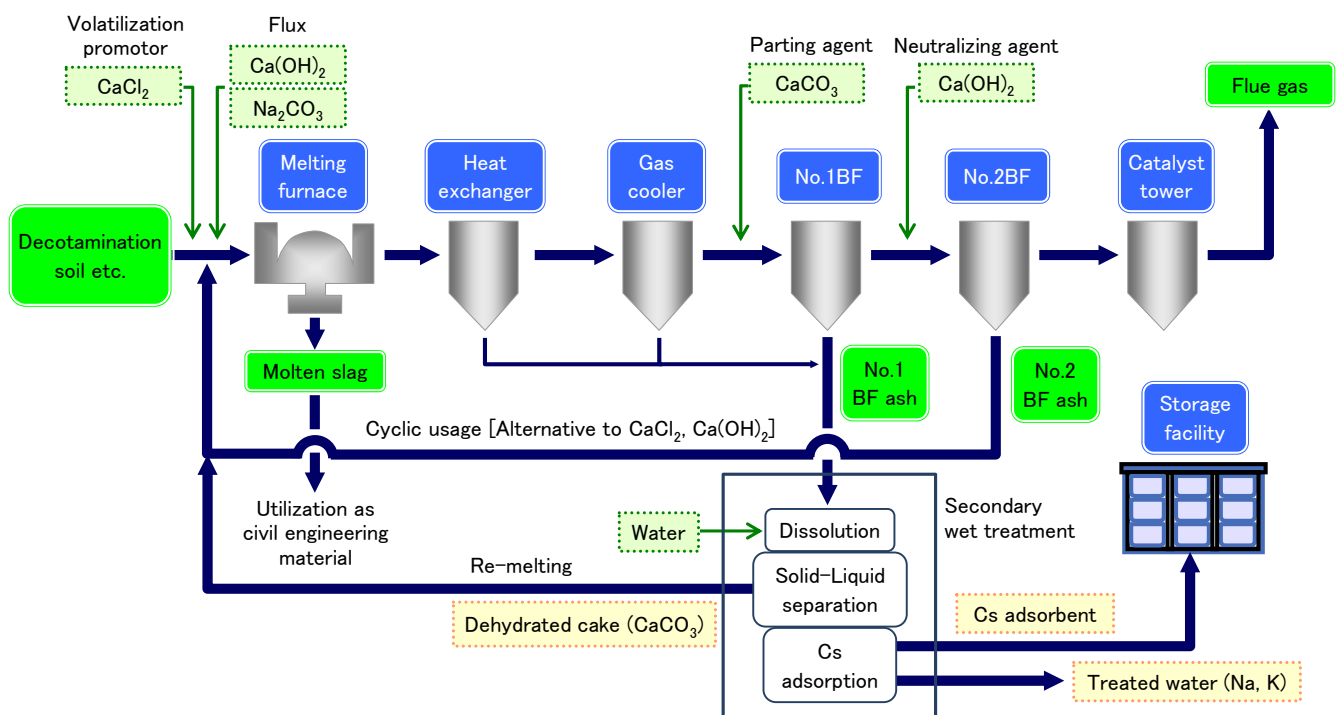 Volatilization
promotor
CaCl₂
Flux
Ca(OH)₂
Na₂CO₃
Parting agent
CaCO₃
Neutralizing agent
Ca(OH)₂
Flue gas
Melting
furnace
Heat
exchanger
Gas
cooler
No.1BF
No.2BF
Catalyst
tower
Decotamination
soil etc.
Molten slag
No.1
BF ash
No.2
BF ash
Storage
facility
Cyclic usage [Alternative to CaCl₂, Ca(OH)₂]
Utilization as
civil engineering
material
Water
Dissolution
Secondary
wet treatment
Re-melting
Solid-Liquid
separation
Dehydrated cake (CaCO₃)
Cs adsorbent
Cs
adsorption
Treated water (Na, K)